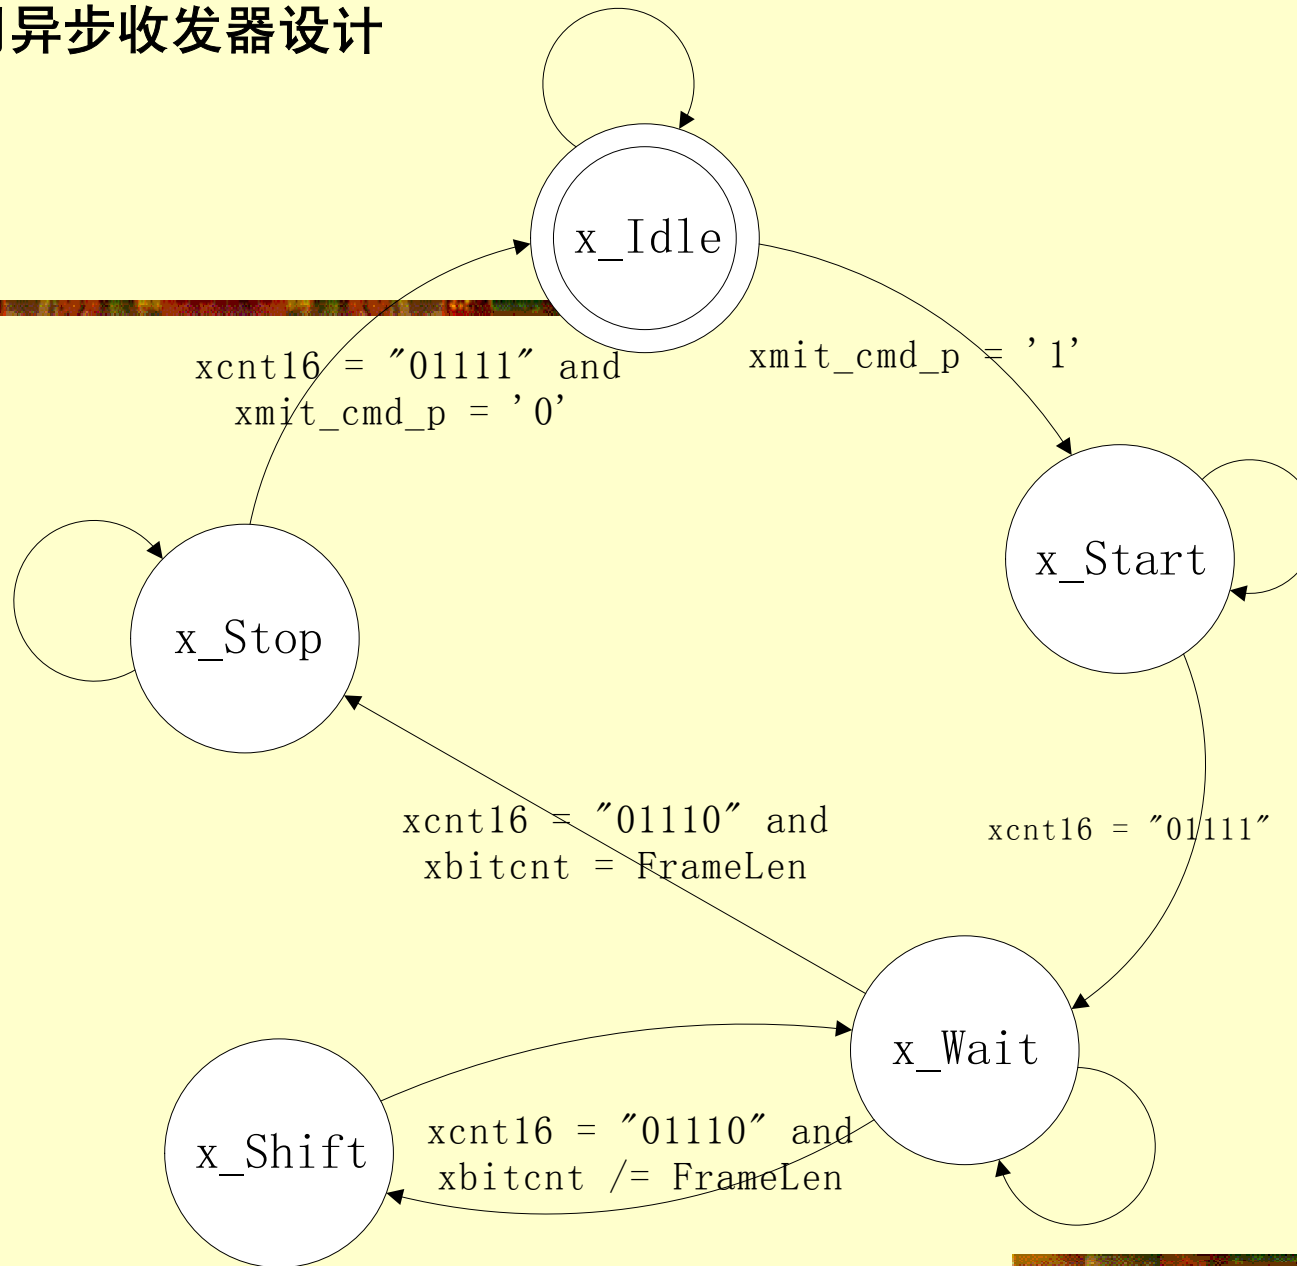 异步收发器设计
x_Idle
xcnt16 = "01111" and
xmit_cmd_p = '0'
xmit_cmd_p = '1'
x_Start
x_Stop
xcnt16 = "01110" and
xbitcnt = FrameLen
xcnt16 = "01111"
x_Wait
x_Shift
xcnt16 = "01110" and
xbitcnt /= FrameLen